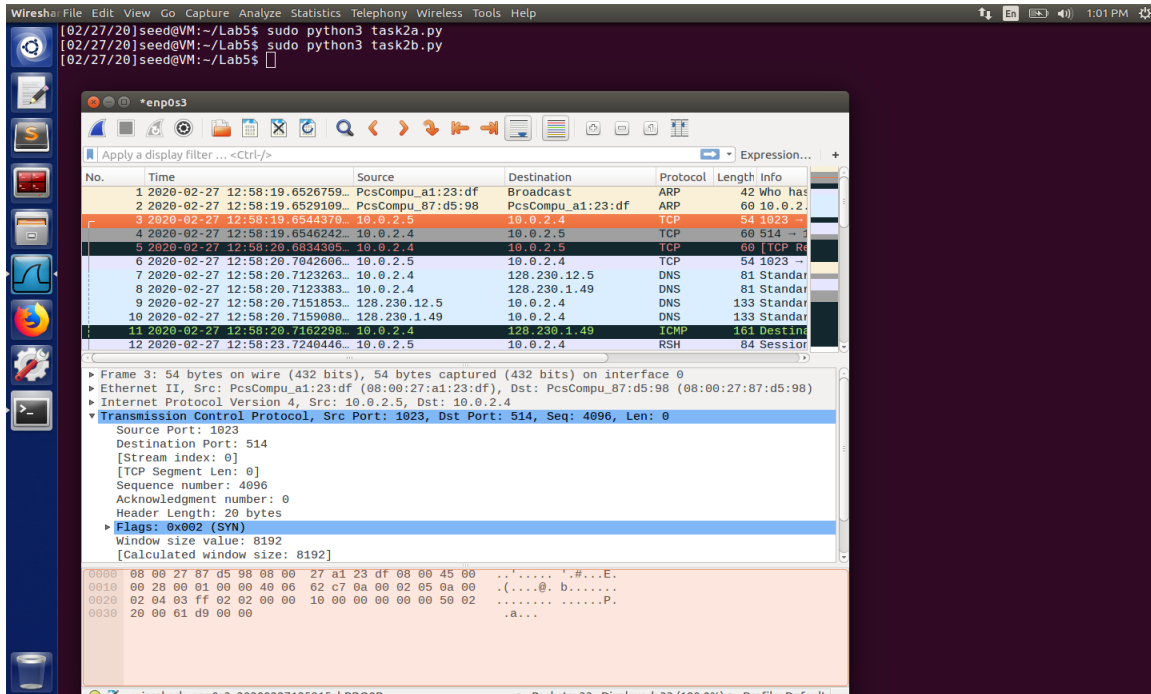 Wireshar File Edit View Go Capture Analyze Statistics Telephony Wireless Tools Help En 1:01 PM
[02/27/20]seed@VM:~/Lab5$ sudo python3 task2a.py
[02/27/20]seed@VM:~/Lab5$ sudo python3 task2b.py
[02/27/20]seed@VM:~/Lab5$
*enp0s3
Apply a display filter … <Ctrl-/> Expression… +
No. Time Source Destination Protocol Length Info
1 2020-02-27 12:58:19.6526759… PcsCompu_a1:23:df Broadcast ARP 42 Who has
2 2020-02-27 12:58:19.6529109… PcsCompu_87:d5:98 PcsCompu_a1:23:df ARP 60 10.0.2.
3 2020-02-27 12:58:19.6544370… 10.0.2.5 10.0.2.4 TCP 54 1023 →
4 2020-02-27 12:58:19.6546242… 10.0.2.4 10.0.2.5 TCP 60 514 → 1
5 2020-02-27 12:58:20.6834305… 10.0.2.4 10.0.2.5 TCP 60 [TCP Re
6 2020-02-27 12:58:20.7042606… 10.0.2.5 10.0.2.4 TCP 54 1023 →
7 2020-02-27 12:58:20.7123263… 10.0.2.4 128.230.12.5 DNS 81 Standar
8 2020-02-27 12:58:20.7123383… 10.0.2.4 128.230.1.49 DNS 81 Standar
9 2020-02-27 12:58:20.7151853… 128.230.12.5 10.0.2.4 DNS 133 Standar
10 2020-02-27 12:58:20.7159080… 128.230.1.49 10.0.2.4 DNS 133 Standar
11 2020-02-27 12:58:20.7162298… 10.0.2.4 128.230.1.49 ICMP 161 Destina
12 2020-02-27 12:58:23.7240446… 10.0.2.5 10.0.2.4 RSH 84 Session
Frame 3: 54 bytes on wire (432 bits), 54 bytes captured (432 bits) on interface 0
Ethernet II, Src: PcsCompu_a1:23:df (08:00:27:a1:23:df), Dst: PcsCompu_87:d5:98 (08:00:27:87:d5:98)
Internet Protocol Version 4, Src: 10.0.2.5, Dst: 10.0.2.4
Transmission Control Protocol, Src Port: 1023, Dst Port: 514, Seq: 4096, Len: 0
Source Port: 1023
Destination Port: 514
[Stream index: 0]
[TCP Segment Len: 0]
Sequence number: 4096
Acknowledgment number: 0
Header Length: 20 bytes
Flags: 0x002 (SYN)
Window size value: 8192
[Calculated window size: 8192]
0000 08 00 27 87 d5 98 08 00 27 a1 23 df 08 00 45 00 ..'..... '.#...E.
0010 00 28 00 01 00 00 40 06 62 c7 0a 00 02 05 0a 00 .(....@. b.......
0020 02 04 03 ff 02 02 00 00 10 00 00 00 00 00 50 02 ........ ......P.
0030 20 00 61 d9 00 00 .a...